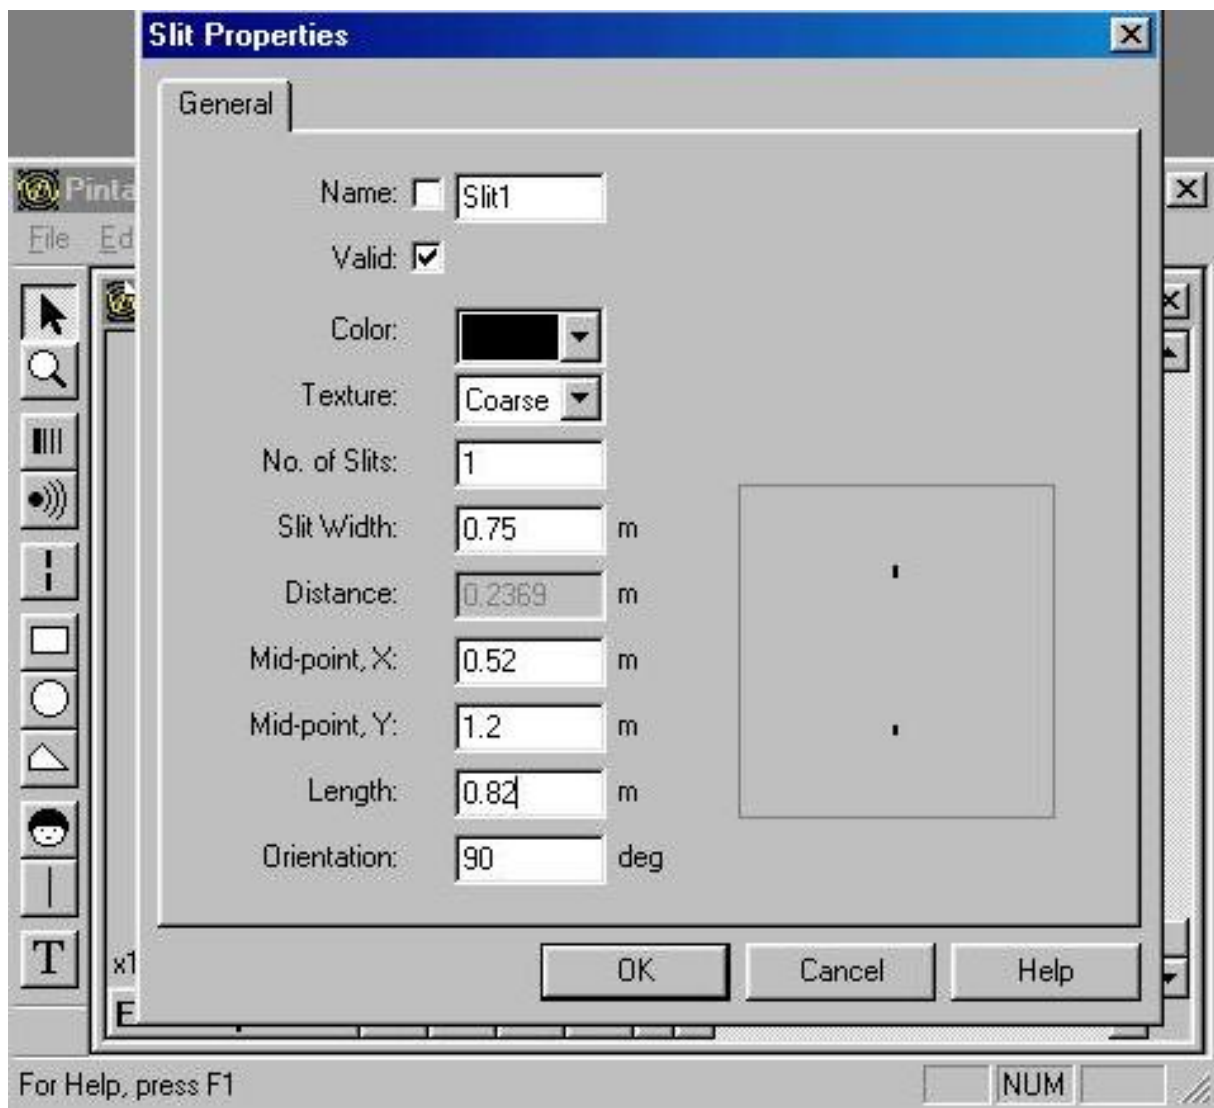 Slit Properties
General
Name: Slit1
Pinta
File Ed
Valid:
Color:
Texture: Coarse
No. of Slits: 1
Slit Width: 0.75 m
Distance: 0.2369 m
Mid-point, X: 0.52 m
Mid-point, Y: 1.2 m
Length: 0.82 m
Orientation: 90 deg
T
x1
OK Cancel Help
For Help, press F1 NUM